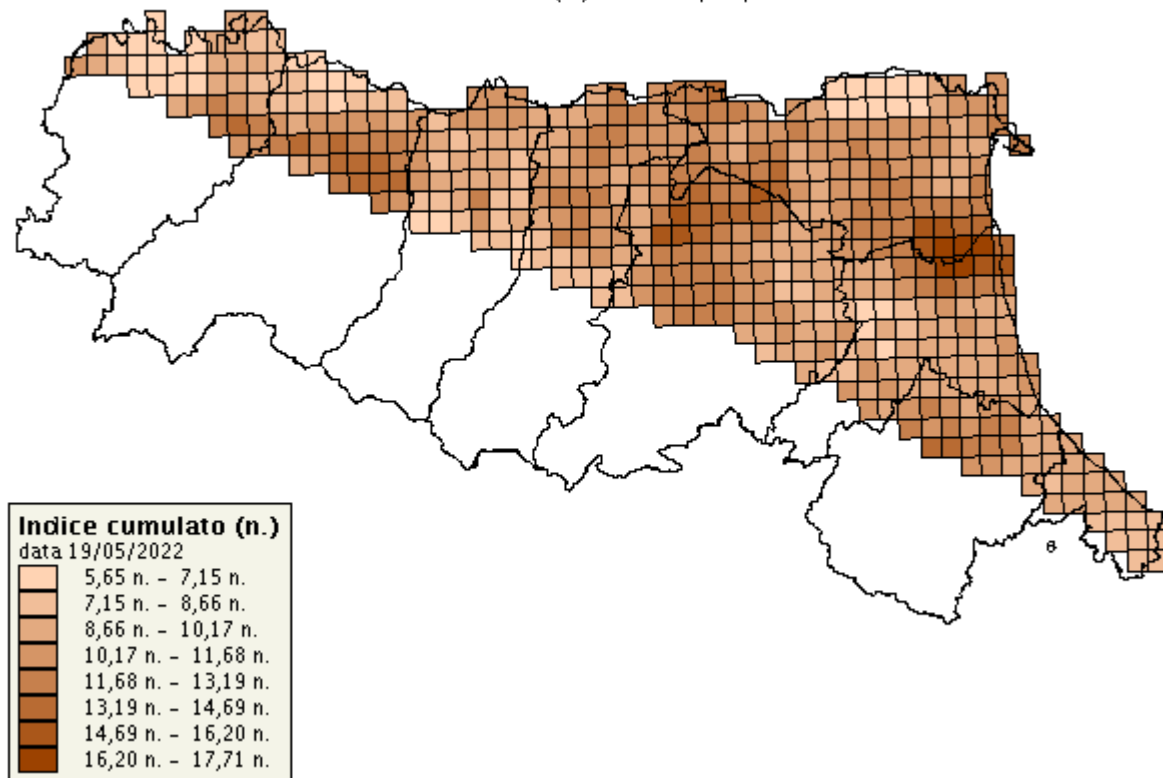 Indice cumulato (n.)
data 19/05/2022
5,65 n. - 7,15 n.
7,15 n. - 8,66 n.
8,66 n. - 10,17 n.
10,17 n. - 11,68 n.
11,68 n. - 13,19 n.
13,19 n. - 14,69 n.
14,69 n. - 16,20 n.
16,20 n. - 17,71 n.